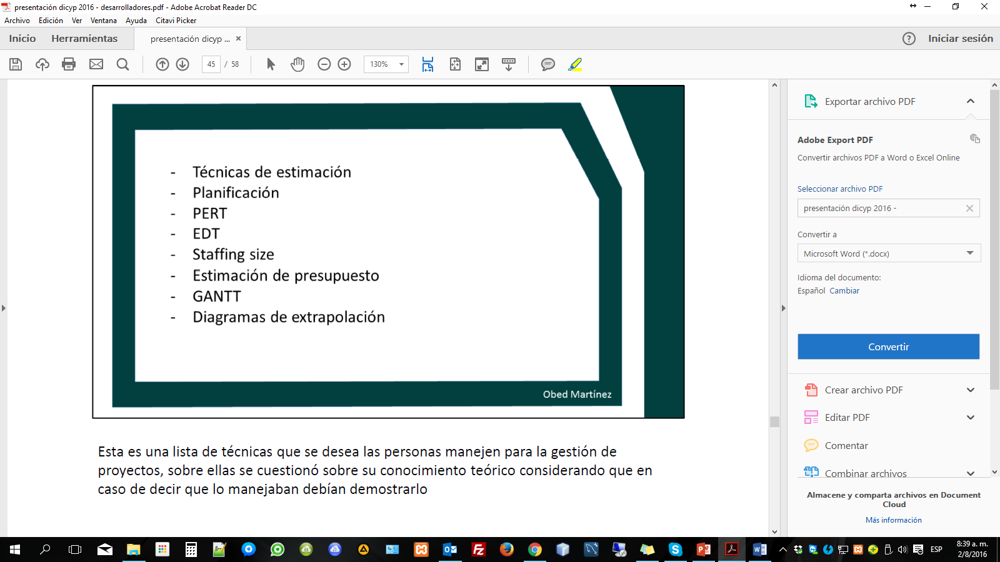 presentación dicyp 2016 - desarrolladores.pdf - Adobe Acrobat Reader DC
Archivo Edición Ver Ventana Ayuda Citavi Picker
Inicio Herramientas presentación dicyp ... × ? Iniciar sesión
45 / 58 130%
- Técnicas de estimación
- Planificación
- PERT
- EDT
- Staffing size
- Estimación de presupuesto
- GANTT
- Diagramas de extrapolación
Obed Martínez
Esta es una lista de técnicas que se desea las personas manejen para la gestión de
proyectos, sobre ellas se cuestionó sobre su conocimiento teórico considerando que en
caso de decir que lo manejaban debían demostrarlo
Exportar archivo PDF
Adobe Export PDF
Convertir archivos PDF a Word o Excel Online
Seleccionar archivo PDF
presentación dicyp 2016 -
Convertir a
Microsoft Word (*.docx)
Idioma del documento:
Español Cambiar
Convertir
Crear archivo PDF
Editar PDF
Comentar
Combinar archivos
Almacene y comparta archivos en Document
Cloud
Más información
ESP
8:39 a. m.
2/8/2016